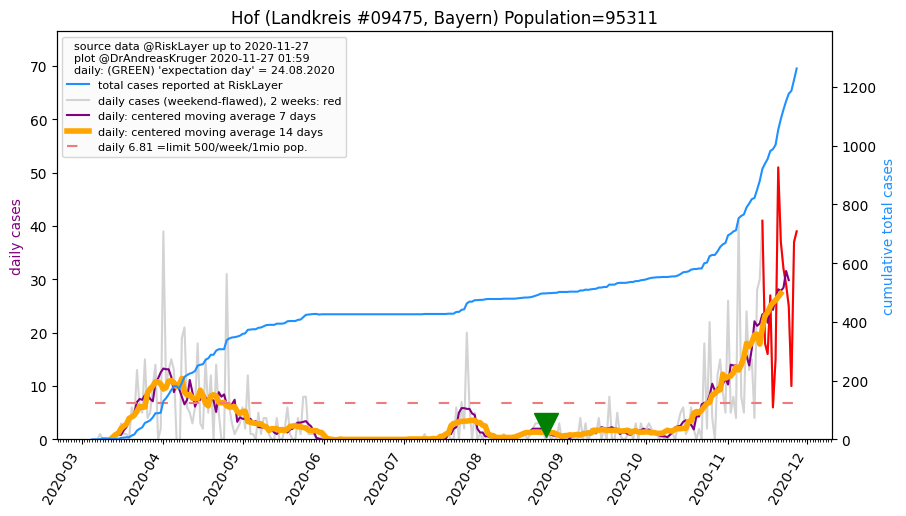 Hof (Landkreis #09475, Bayern) Population=95311
source data @RiskLayer up to 2020-11-27
plot @DrAndreasKruger 2020-11-27 01:59
daily: (GREEN) 'expectation day' = 24.08.2020
total cases reported at RiskLayer
daily cases (weekend-flawed), 2 weeks: red
daily: centered moving average 7 days
daily: centered moving average 14 days
daily 6.81 =limit 500/week/1mio pop.
daily cases
70
60
50
40
30
20
10
0
cumulative total cases
1200
1000
800
600
400
200
0
2020-03
2020-04
2020-05
2020-06
2020-07
2020-08
2020-09
2020-10
2020-11
2020-12